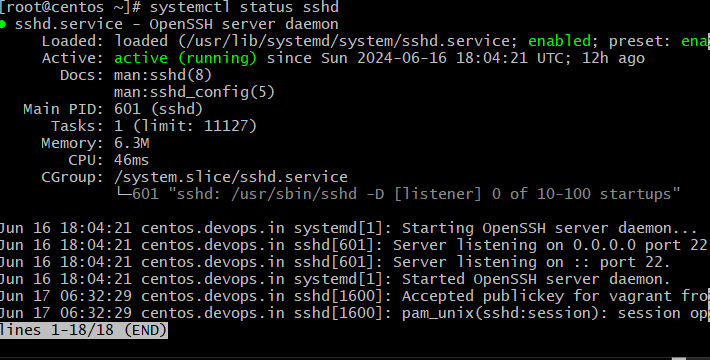 [root@centos ~]# systemctl status sshd
● sshd.service - OpenSSH server daemon
     Loaded: loaded (/usr/lib/systemd/system/sshd.service; enabled; preset: ena
     Active: active (running) since Sun 2024-06-16 18:04:21 UTC; 12h ago
       Docs: man:sshd(8)
             man:sshd_config(5)
   Main PID: 601 (sshd)
      Tasks: 1 (limit: 11127)
     Memory: 6.3M
        CPU: 46ms
     CGroup: /system.slice/sshd.service
             └─601 "sshd: /usr/sbin/sshd -D [listener] 0 of 10-100 startups"

Jun 16 18:04:21 centos.devops.in systemd[1]: Starting OpenSSH server daemon...
Jun 16 18:04:21 centos.devops.in sshd[601]: Server listening on 0.0.0.0 port 22
Jun 16 18:04:21 centos.devops.in sshd[601]: Server listening on :: port 22.
Jun 16 18:04:21 centos.devops.in systemd[1]: Started OpenSSH server daemon.
Jun 17 06:32:29 centos.devops.in sshd[1600]: Accepted publickey for vagrant fro
Jun 17 06:32:29 centos.devops.in sshd[1600]: pam_unix(sshd:session): session op
lines 1-18/18 (END)